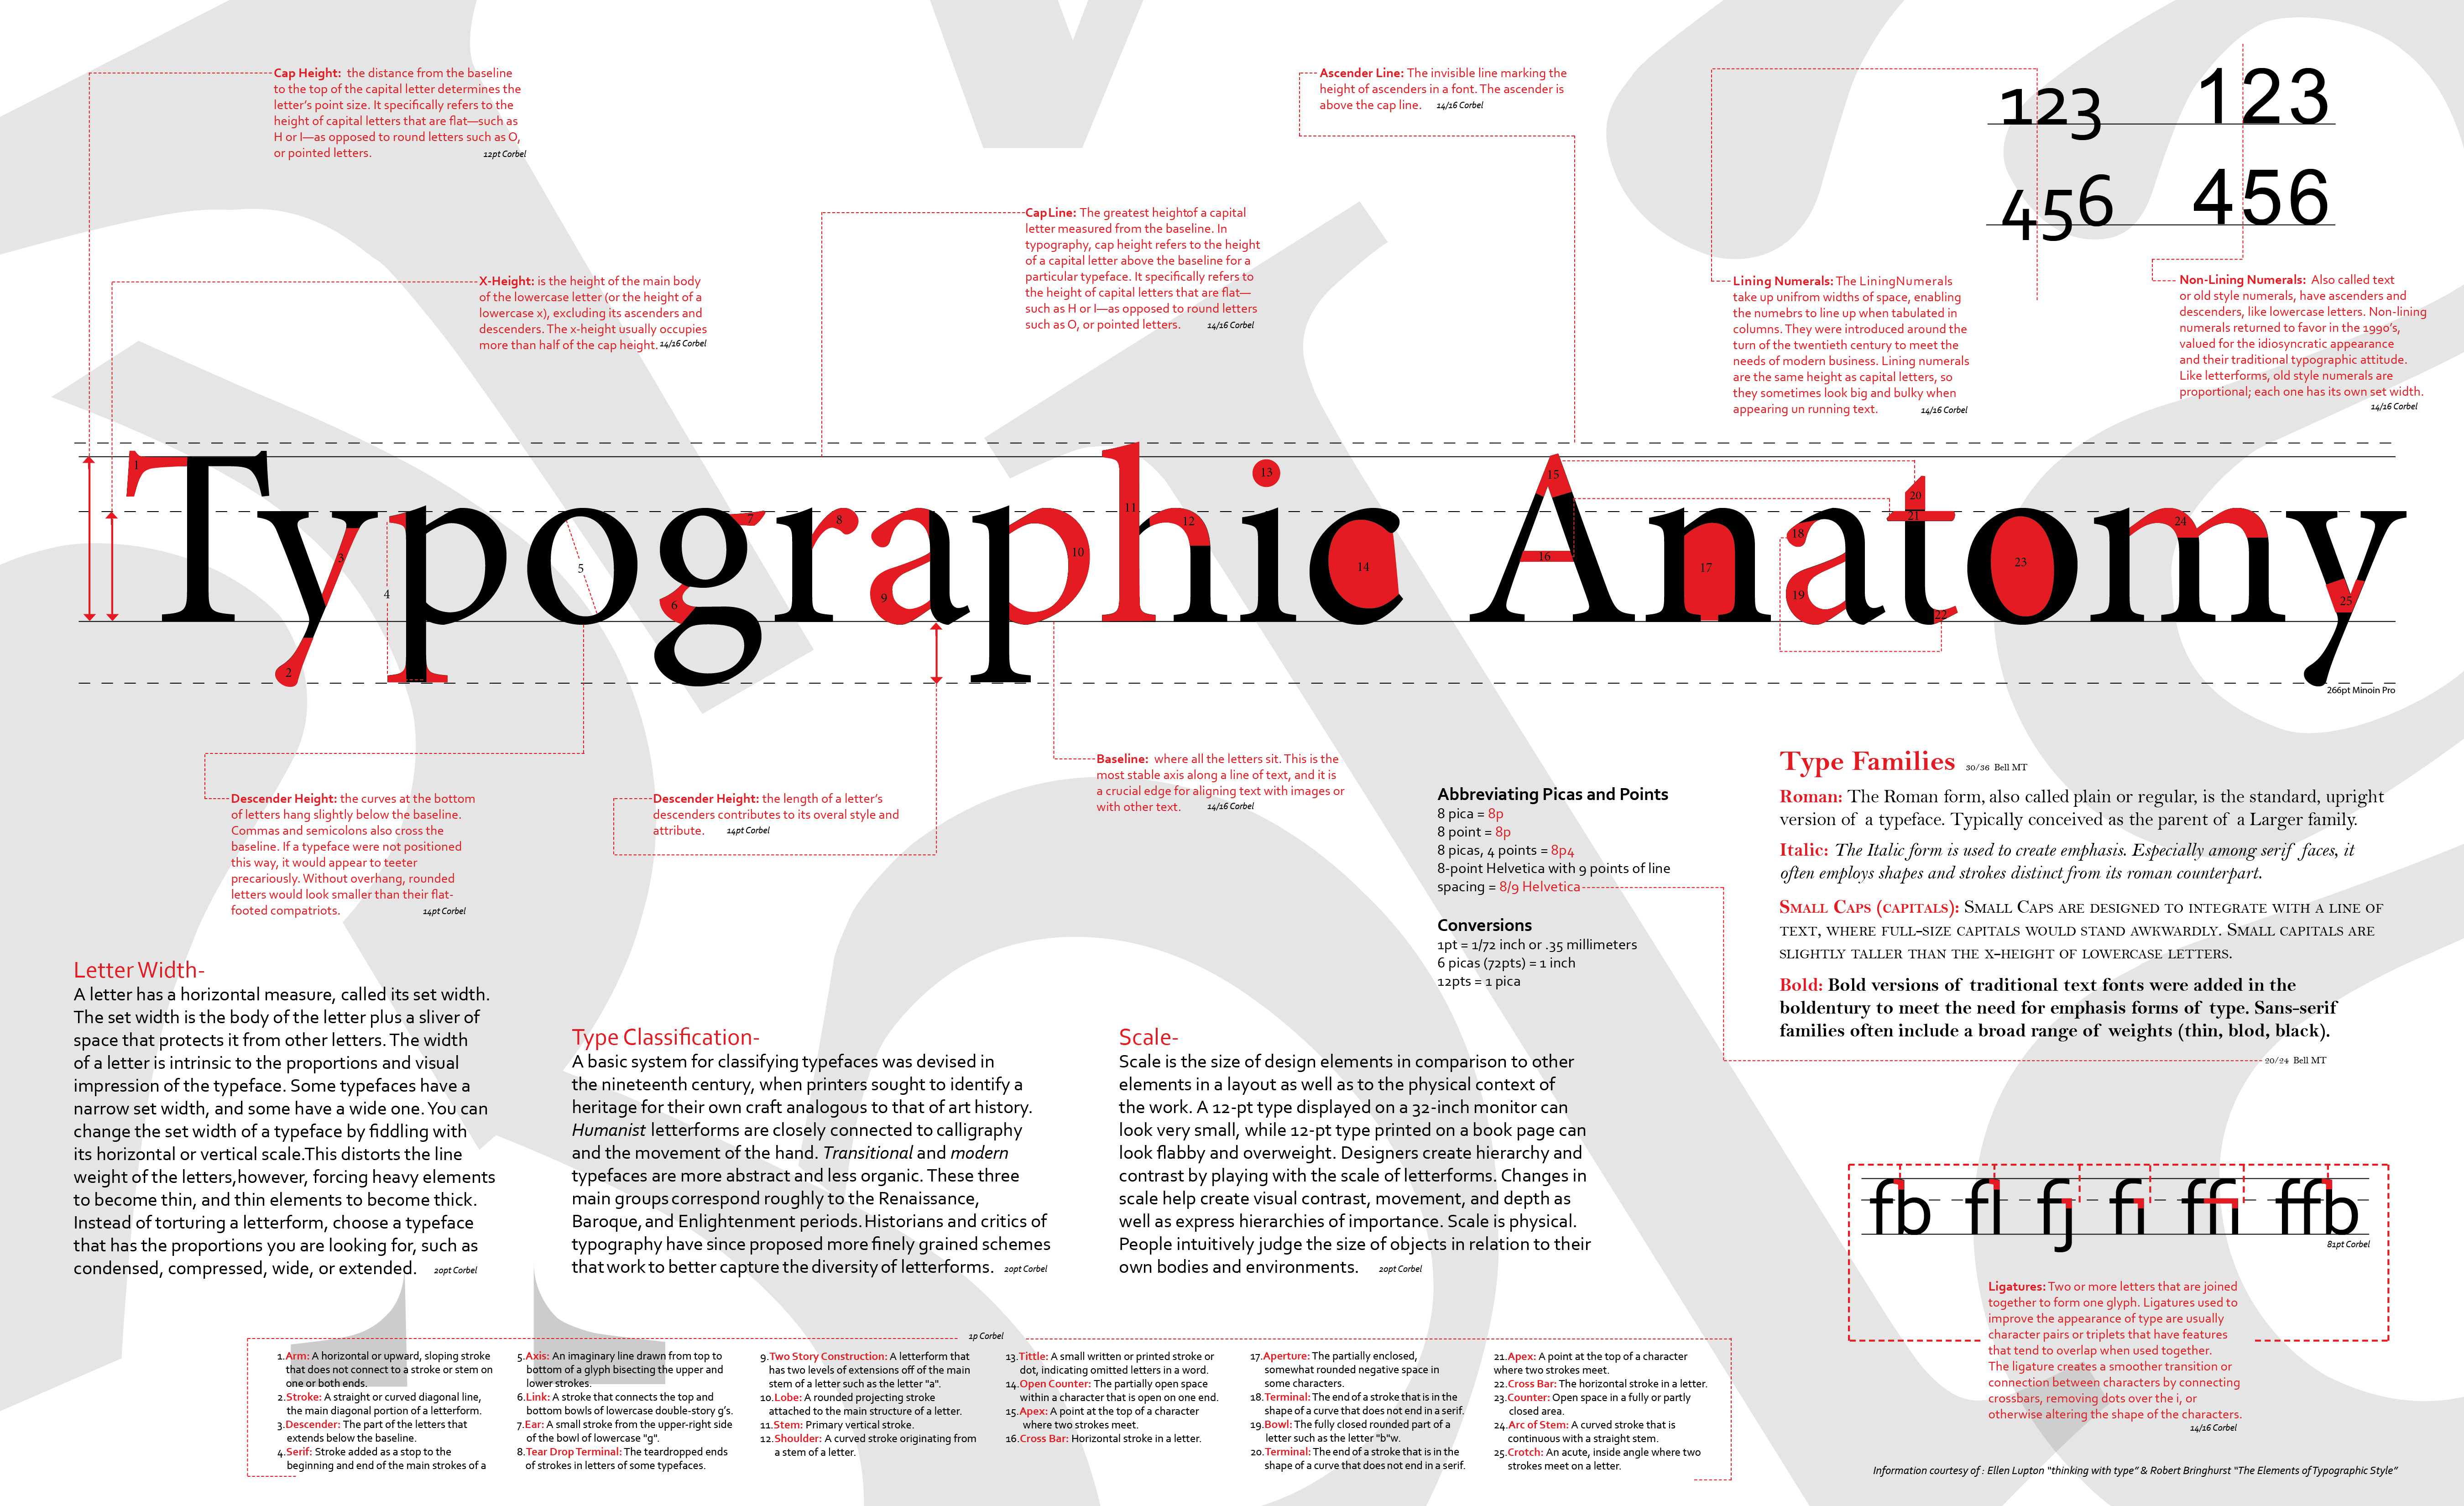 Cap Height:  the distance from the baseline
to the top of the capital letter determines the
letter's point size. It specifically refers to the
height of capital letters that are flat—such as
H or I—as opposed to round letters such as O,
or pointed letters.
12pt Corbel
X-Height: is the height of the main body
of the lowercase letter (or the height of a
lowercase x), excluding its ascenders and
descenders. The x-height usually occupies
more than half of the cap height. 14/16 Corbel
Cap Line: The greatest heightof a capital
letter measured from the baseline. In
typography, cap height refers to the height
of a capital letter above the baseline for a
particular typeface. It specifically refers to
the height of capital letters that are flat—
such as H or I—as opposed to round letters
such as O, or pointed letters.
14/16 Corbel
Ascender Line: The invisible line marking the
height of ascenders in a font. The ascender is
above the cap line.
14/16 Corbel
123
123
456
456
Lining Numerals: The LiningNumerals
take up unifrom widths of space, enabling
the numebrs to line up when tabulated in
columns. They were introduced around the
turn of the twentieth century to meet the
needs of modern business. Lining numerals
are the same height as capital letters, so
they sometimes look big and bulky when
appearing un running text.
14/16 Corbel
Non-Lining Numerals:  Also called text
or old style numerals, have ascenders and
descenders, like lowercase letters. Non-lining
numerals returned to favor in the 1990's,
valued for the idiosyncratic appearance
and their traditional typographic attitude.
Like letterforms, old style numerals are
proportional; each one has its own set width.
14/16 Corbel
Typographic Anatomy
1
2
3
4
5
6
7
8
9
10
11
12
13
14
15
16
17
18
19
20
21
22
23
24
25
266pt Minoin Pro
Descender Height: the curves at the bottom
of letters hang slightly below the baseline.
Commas and semicolons also cross the
baseline. If a typeface were not positioned
this way, it would appear to teeter
precariously. Without overhang, rounded
letters would look smaller than their flat-
footed compatriots.
14pt Corbel
Descender Height: the length of a letter's
descenders contributes to its overal style and
attribute.
14pt Corbel
Baseline:  where all the letters sit. This is the
most stable axis along a line of text, and it is
a crucial edge for aligning text with images or
with other text.
14/16 Corbel
Abbreviating Picas and Points
8 pica = 8p
8 point = 8p
8 picas, 4 points = 8p4
8-point Helvetica with 9 points of line
spacing = 8/9 Helvetica
Conversions
1pt = 1/72 inch or .35 millimeters
6 picas (72pts) = 1 inch
12pts = 1 pica
Type Families 30/36 Bell MT
Roman: The Roman form, also called plain or regular, is the standard, upright
version of a typeface. Typically conceived as the parent of a Larger family.
Italic: The Italic form is used to create emphasis. Especially among serif faces, it
often employs shapes and strokes distinct from its roman counterpart.
Small Caps (capitals): Small Caps are designed to integrate with a line of
text, where full-size capitals would stand awkwardly. Small capitals are
slightly taller than the x-height of lowercase letters.
Bold: Bold versions of traditional text fonts were added in the
boldentury to meet the need for emphasis forms of type. Sans-serif
families often include a broad range of weights (thin, blod, black).
20/24 Bell MT
Letter Width-
A letter has a horizontal measure, called its set width.
The set width is the body of the letter plus a sliver of
space that protects it from other letters. The width
of a letter is intrinsic to the proportions and visual
impression of the typeface. Some typefaces have a
narrow set width, and some have a wide one. You can
change the set width of a typeface by fiddling with
its horizontal or vertical scale.This distorts the line
weight of the letters,however, forcing heavy elements
to become thin, and thin elements to become thick.
Instead of torturing a letterform, choose a typeface
that has the proportions you are looking for, such as
condensed, compressed, wide, or extended.
20pt Corbel
Type Classification-
A basic system for classifying typefaces was devised in
the nineteenth century, when printers sought to identify a
heritage for their own craft analogous to that of art history.
Humanist letterforms are closely connected to calligraphy
and the movement of the hand. Transitional and modern
typefaces are more abstract and less organic. These three
main groups correspond roughly to the Renaissance,
Baroque, and Enlightenment periods. Historians and critics of
typography have since proposed more finely grained schemes
that work to better capture the diversity of letterforms.
20pt Corbel
Scale-
Scale is the size of design elements in comparison to other
elements in a layout as well as to the physical context of
the work. A 12-pt type displayed on a 32-inch monitor can
look very small, while 12-pt type printed on a book page can
look flabby and overweight. Designers create hierarchy and
contrast by playing with the scale of letterforms. Changes in
scale help create visual contrast, movement, and depth as
well as express hierarchies of importance. Scale is physical.
People intuitively judge the size of objects in relation to their
own bodies and environments.
20pt Corbel
fb fl fj fi ffi ffb
81pt Corbel
Ligatures: Two or more letters that are joined
together to form one glyph. Ligatures used to
improve the appearance of type are usually
character pairs or triplets that have features
that tend to overlap when used together.
The ligature creates a smoother transition or
connection between characters by connecting
crossbars, removing dots over the i, or
otherwise altering the shape of the characters.
14/16 Corbel
1p Corbel
1.Arm: A horizontal or upward, sloping stroke
that does not connect to a stroke or stem on
one or both ends.
2.Stroke: A straight or curved diagonal line,
the main diagonal portion of a letterform.
3.Descender: The part of the letters that
extends below the baseline.
4.Serif: Stroke added as a stop to the
beginning and end of the main strokes of a
5.Axis: An imaginary line drawn from top to
bottom of a glyph bisecting the upper and
lower strokes.
6.Link: A stroke that connects the top and
bottom bowls of lowercase double-story g's.
7.Ear: A small stroke from the upper-right side
of the bowl of lowercase "g".
8.Tear Drop Terminal: The teardropped ends
of strokes in letters of some typefaces.
9.Two Story Construction: A letterform that
has two levels of extensions off of the main
stem of a letter such as the letter "a".
10.Lobe: A rounded projecting stroke
attached to the main structure of a letter.
11.Stem: Primary vertical stroke.
12.Shoulder: A curved stroke originating from
a stem of a letter.
13.Tittle: A small written or printed stroke or
dot, indicating omitted letters in a word.
14.Open Counter: The partially open space
within a character that is open on one end.
15.Apex: A point at the top of a character
where two strokes meet.
16.Cross Bar: Horizontal stroke in a letter.
17.Aperture: The partially enclosed,
somewhat rounded negative space in
some characters.
18.Terminal: The end of a stroke that is in the
shape of a curve that does not end in a serif.
19.Bowl: The fully closed rounded part of a
letter such as the letter "b"w.
20.Terminal: The end of a stroke that is in the
shape of a curve that does not end in a serif.
21.Apex: A point at the top of a character
where two strokes meet.
22.Cross Bar: The horizontal stroke in a letter.
23.Counter: Open space in a fully or partly
closed area.
24.Arc of Stem: A curved stroke that is
continuous with a straight stem.
25.Crotch: An acute, inside angle where two
strokes meet on a letter.
Information courtesy of : Ellen Lupton "thinking with type" & Robert Bringhurst "The Elements of Typographic Style"